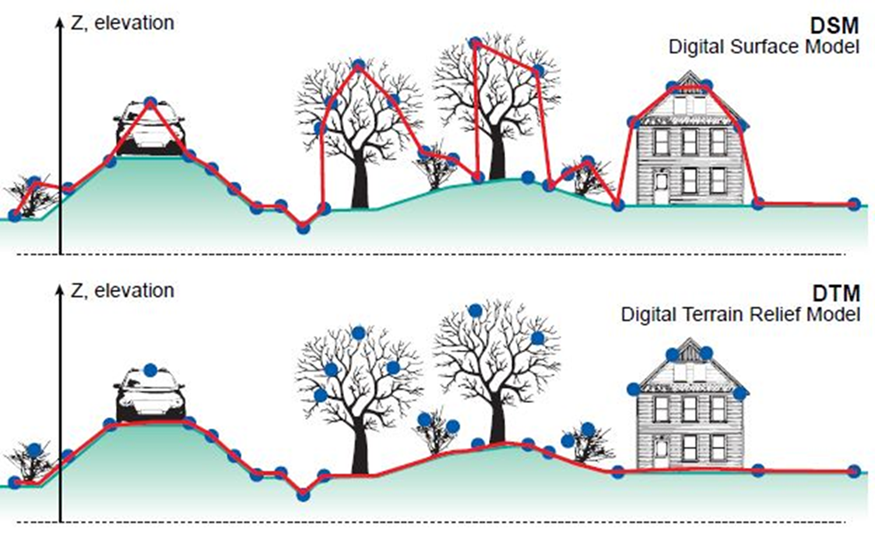 Z, elevation
DSM
Digital Surface Model
Z, elevation
DTM
Digital Terrain Relief Model